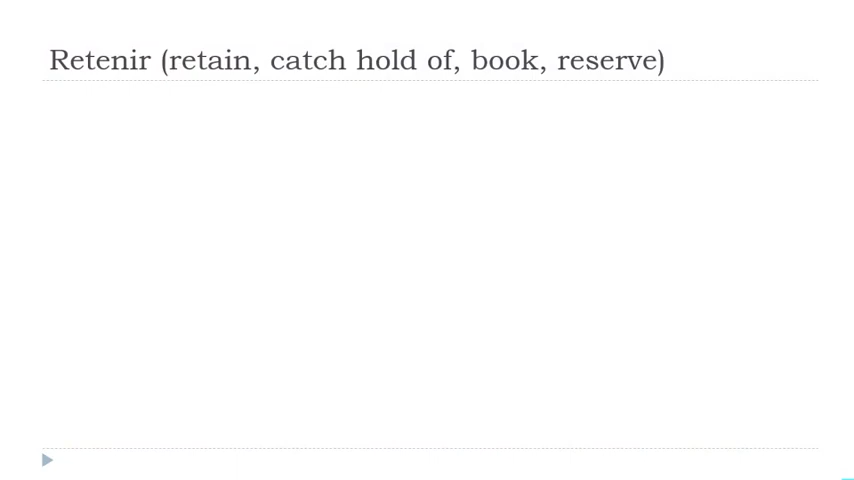 Retenir (retain, catch hold of, book, reserve)